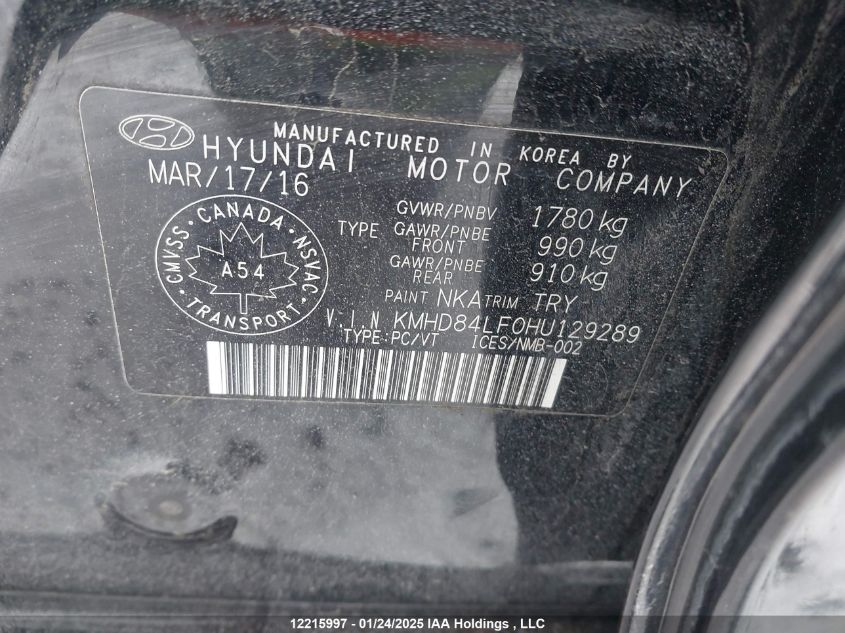 MANUFACTURED IN KOREA BY
HYUNDAI MOTOR COMPANY
MAR/17/16
CMVSS · CANADA · NSVAC
A54
· TRANSPORT ·
TYPE
GVWR/PNBV 1780 kg
GAWR/PNBE FRONT 990 kg
GAWR/PNBE REAR 910 kg
PAINT NKA TRIM TRY
V.I N KMHD84LF0HU129289
TYPE:PC/VT ICES/NMB-002
12215997 - 01/24/2025 IAA Holdings , LLC